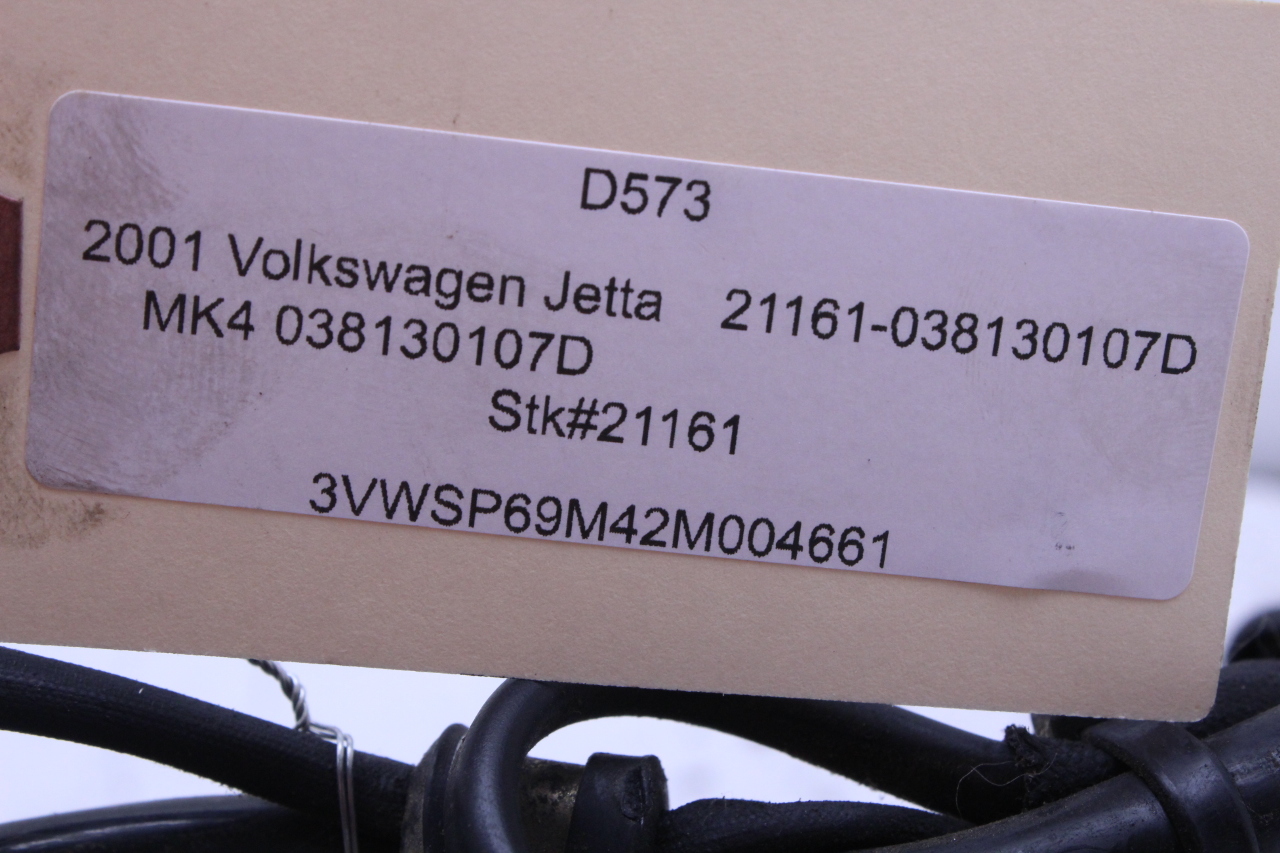 D573
2001 Volkswagen Jetta 21161-038130107D
MK4 038130107D
Stk#21161
3VWSP69M42M004661